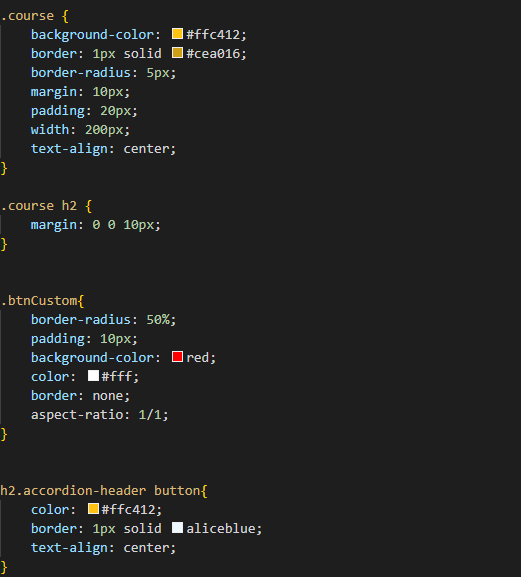 .course {
    background-color: #ffc412;
    border: 1px solid #cea016;
    border-radius: 5px;
    margin: 10px;
    padding: 20px;
    width: 200px;
    text-align: center;
}
.course h2 {
    margin: 0 0 10px;
}
.btnCustom{
    border-radius: 50%;
    padding: 10px;
    background-color: red;
    color: #fff;
    border: none;
    aspect-ratio: 1/1;
}
h2.accordion-header button{
    color: #ffc412;
    border: 1px solid aliceblue;
    text-align: center;
}